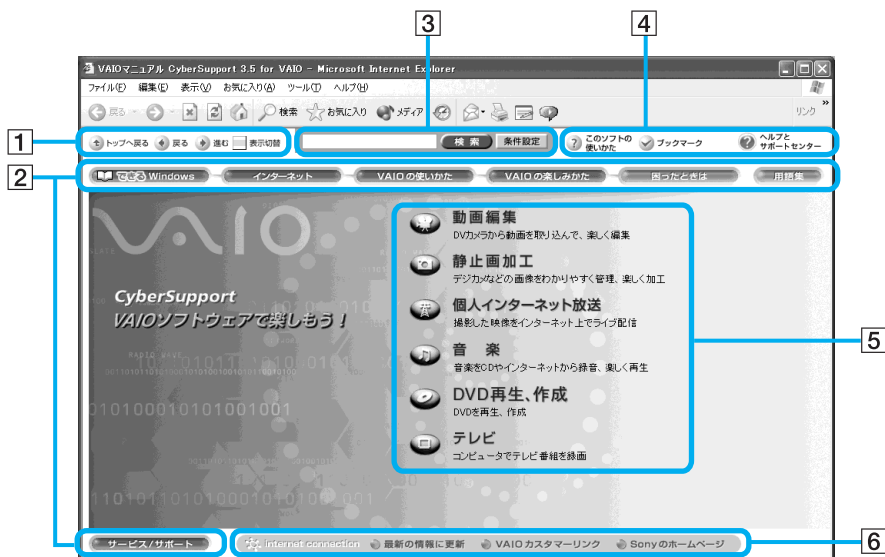 3
4
VAIOマニュアル CyberSupport 3.5 for VAIO - Microsoft Internet Explorer
ファイル(F) 編集(E) 表示(V) お気に入り(A) ツール(T) ヘルプ(H)
戻る 検索 お気に入り メディア リンク »
1
トップへ戻る 戻る 進む 表示切替
検 索 条件設定
? このソフトの使いかた ブックマーク ? ヘルプとサポートセンター
2
できる Windows インターネット VAIO の使いかた VAIO の楽しみかた 困ったときは 用語集
VAIO
CyberSupport
VAIOソフトウェアで楽しもう!
動画編集
DVカメラから動画を取り込んで、楽しく編集
静止画加工
デジカメなどの画像をわかりやすく管理、楽しく加工
個人インターネット放送
撮影した映像をインターネット上でライブ配信
音 楽
音楽をCDやインターネットから録音、楽しく再生
DVD再生、作成
DVDを再生、作成
テレビ
コンピュータでテレビ番組を録画
5
RADIO WAVE
0101000101010010​01
サービス/サポート
internet connection 最新の情報に更新 VAIO カスタマーリンク Sonyのホームページ
6